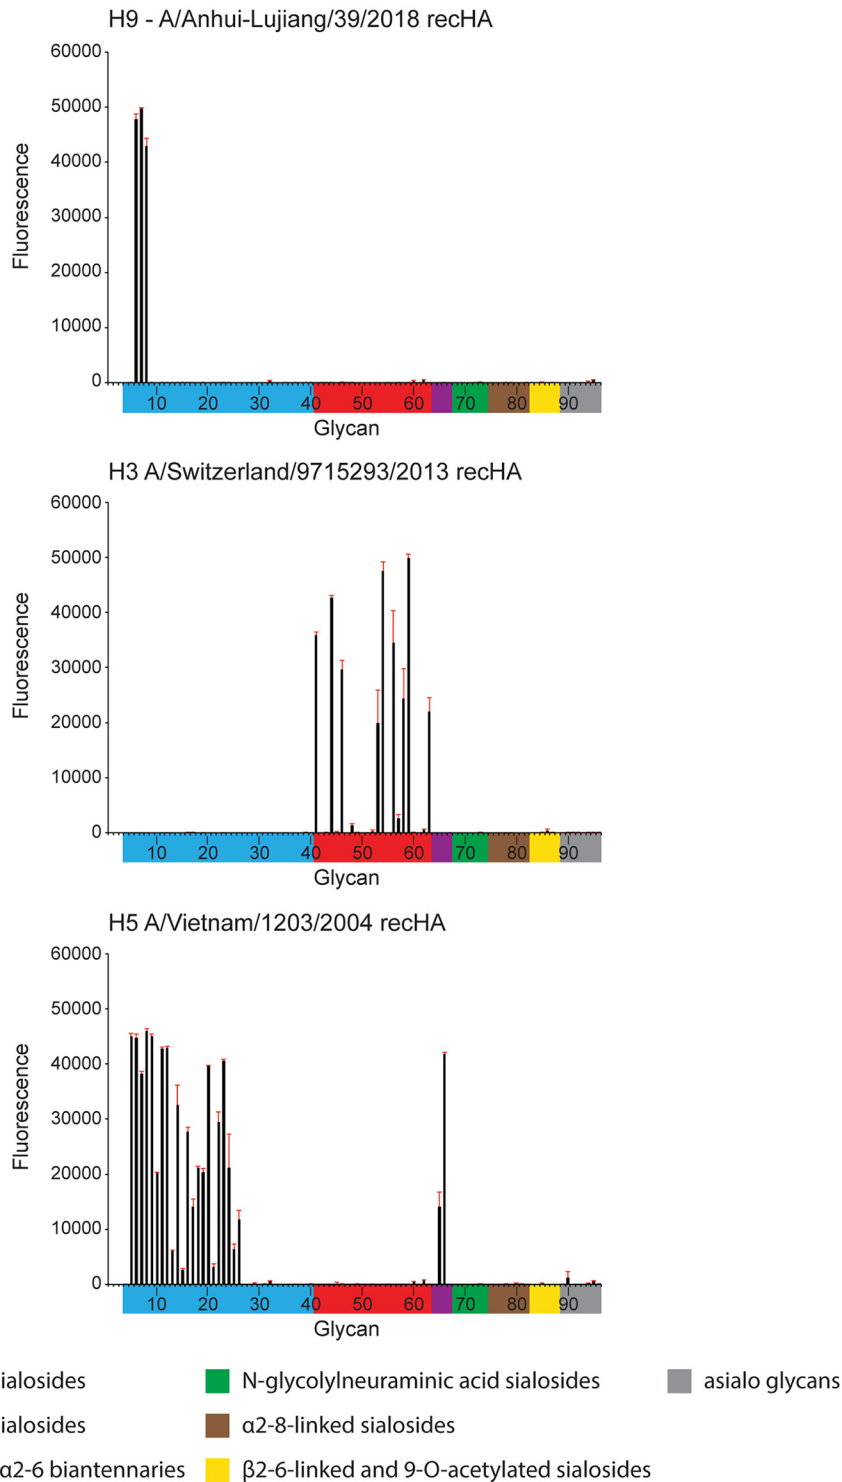 H9 - A/Anhui-Lujiang/39/2018 recHA
60000
50000
40000
30000
20000
10000
0
Fluorescence
10 20 30 40 50 60 70 80 90
Glycan
H3 A/Switzerland/9715293/2013 recHA
60000
50000
40000
30000
20000
10000
0
Fluorescence
10 20 30 40 50 60 70 80 90
Glycan
H5 A/Vietnam/1203/2004 recHA
60000
50000
40000
30000
20000
10000
0
Fluorescence
10 20 30 40 50 60 70 80 90
Glycan
ialosides N-glycolylneuraminic acid sialosides asialo glycans
ialosides α2-8-linked sialosides
α2-6 biantennaries β2-6-linked and 9-O-acetylated sialosides